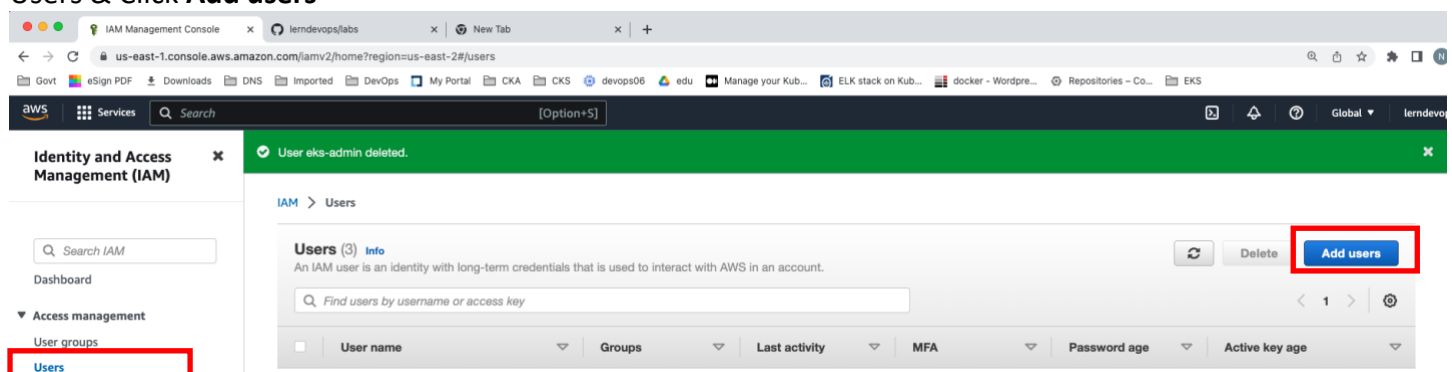 Users & Click Add users
IAM Management Console
lerndevops/labs
New Tab
us-east-1.console.aws.amazon.com/iamv2/home?region=us-east-2#/users
Govt eSign PDF Downloads DNS Imported DevOps My Portal CKA CKS devops06 edu Manage your Kub... ELK stack on Kub... docker - Wordpre... Repositories – Co... EKS
aws Services Search [Option+S] Global lerndevop
Identity and Access Management (IAM)
User eks-admin deleted.
IAM > Users
Search IAM
Dashboard
Access management
User groups
Users
Users (3) Info
An IAM user is an identity with long-term credentials that is used to interact with AWS in an account.
Delete Add users
Find users by username or access key
1
User name Groups Last activity MFA Password age Active key age